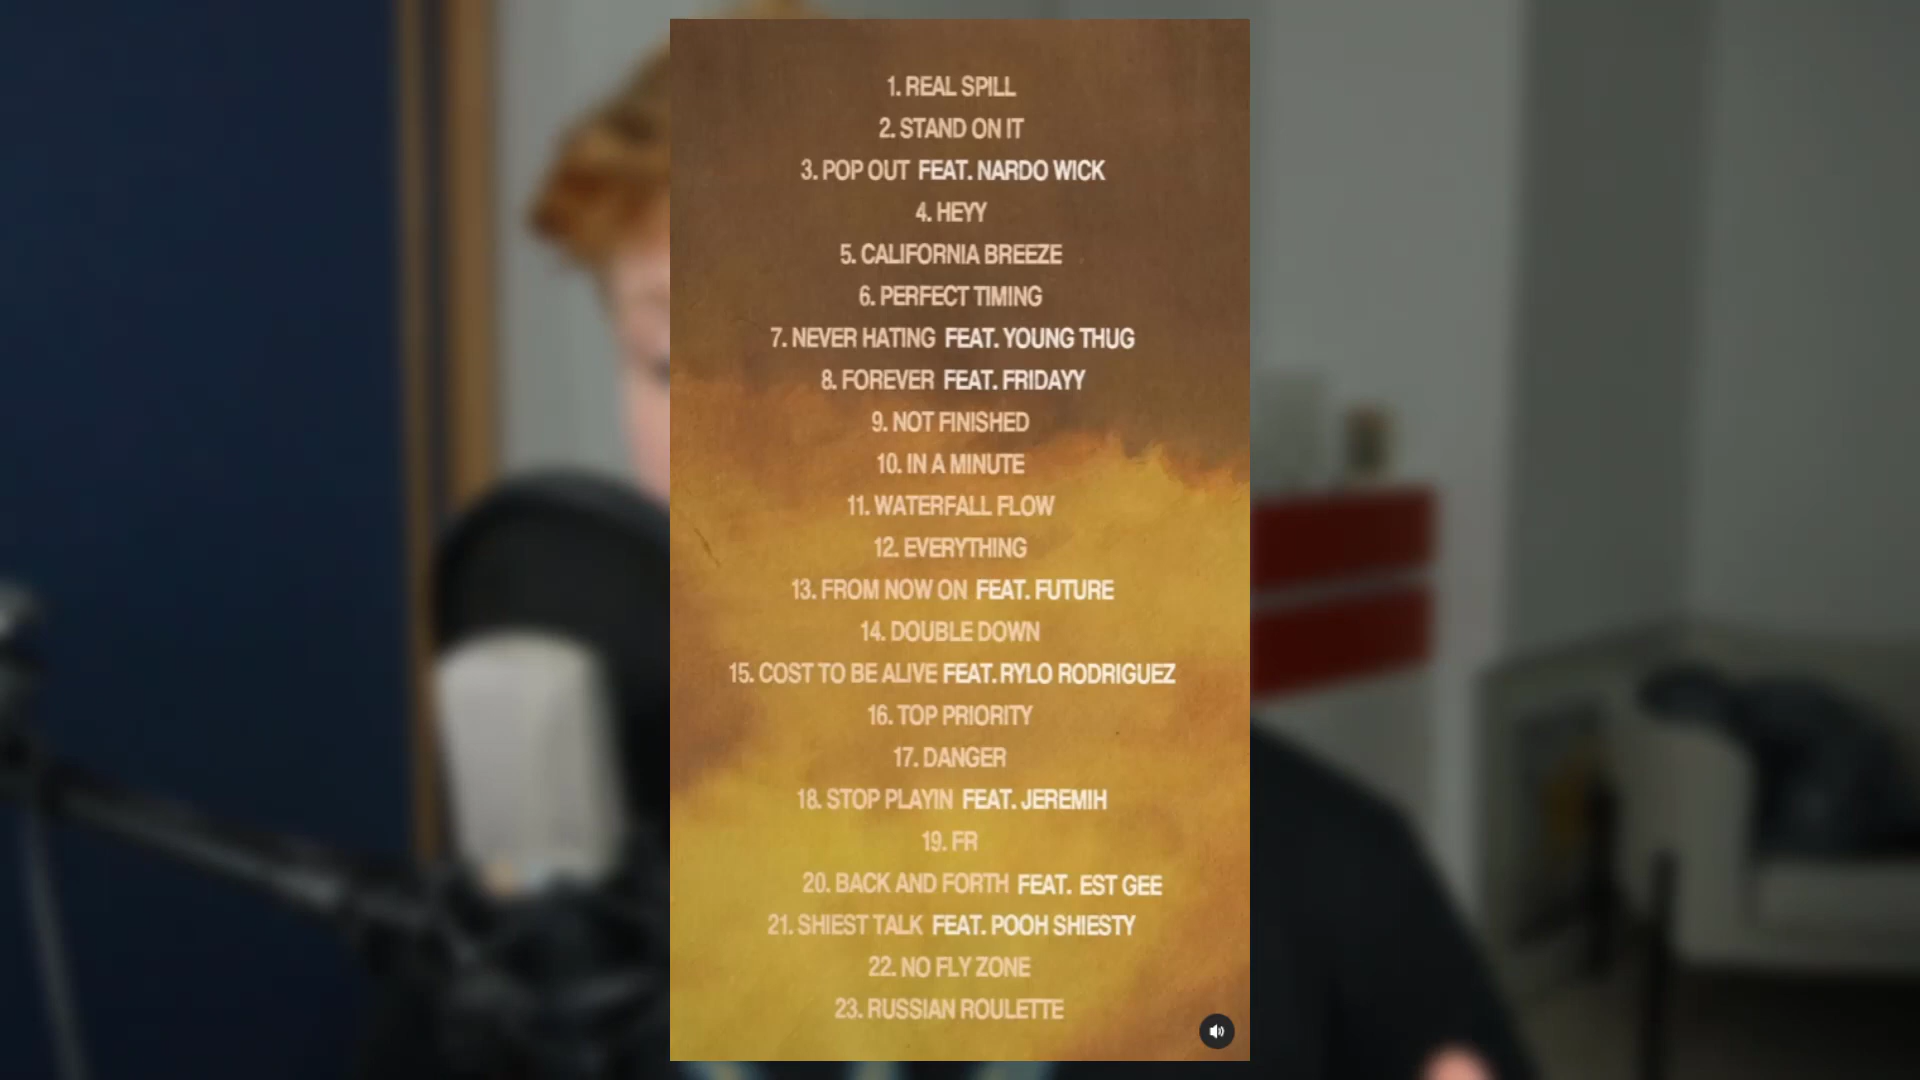 1. REAL SPILL
2. STAND ON IT
3. POP OUT FEAT. NARDO WICK
4. HEYY
5. CALIFORNIA BREEZE
6. PERFECT TIMING
7. NEVER HATING FEAT. YOUNG THUG
8. FOREVER FEAT. FRIDAYY
9. NOT FINISHED
10. IN A MINUTE
11. WATERFALL FLOW
12. EVERYTHING
13. FROM NOW ON FEAT. FUTURE
14. DOUBLE DOWN
15. COST TO BE ALIVE FEAT. RYLO RODRIGUEZ
16. TOP PRIORITY
17. DANGER
18. STOP PLAYIN FEAT. JEREMIH
19. FR
20. BACK AND FORTH FEAT. EST GEE
21. SHIEST TALK FEAT. POOH SHIESTY
22. NO FLY ZONE
23. RUSSIAN ROULETTE